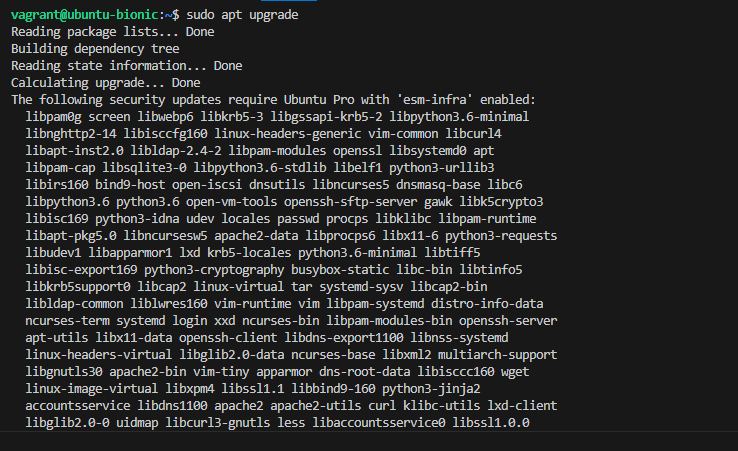 vagrant@ubuntu-bionic:~$ sudo apt upgrade
Reading package lists... Done
Building dependency tree
Reading state information... Done
Calculating upgrade... Done
The following security updates require Ubuntu Pro with 'esm-infra' enabled:
  libpam0g screen libwebp6 libkrb5-3 libgssapi-krb5-2 libpython3.6-minimal
  libnghttp2-14 libisccfg160 linux-headers-generic vim-common libcurl4
  libapt-inst2.0 libldap-2.4-2 libpam-modules openssl libsystemd0 apt
  libpam-cap libsqlite3-0 libpython3.6-stdlib libelf1 python3-urllib3
  libirs160 bind9-host open-iscsi dnsutils libncurses5 dnsmasq-base libc6
  libpython3.6 python3.6 open-vm-tools openssh-sftp-server gawk libk5crypto3
  libisc169 python3-idna udev locales passwd procps libklibc libpam-runtime
  libapt-pkg5.0 libncursesw5 apache2-data libprocps6 libx11-6 python3-requests
  libudev1 libapparmor1 lxd krb5-locales python3.6-minimal libtiff5
  libisc-export169 python3-cryptography busybox-static libc-bin libtinfo5
  libkrb5support0 libcap2 linux-virtual tar systemd-sysv libcap2-bin
  libldap-common liblwres160 vim-runtime vim libpam-systemd distro-info-data
  ncurses-term systemd login xxd ncurses-bin libpam-modules-bin openssh-server
  apt-utils libx11-data openssh-client libdns-export1100 libnss-systemd
  linux-headers-virtual libglib2.0-data ncurses-base libxml2 multiarch-support
  libgnutls30 apache2-bin vim-tiny apparmor dns-root-data libisccc160 wget
  linux-image-virtual libxpm4 libssl1.1 libbind9-160 python3-jinja2
  accountsservice libdns1100 apache2 apache2-utils curl klibc-utils lxd-client
  libglib2.0-0 uidmap libcurl3-gnutls less libaccountsservice0 libssl1.0.0